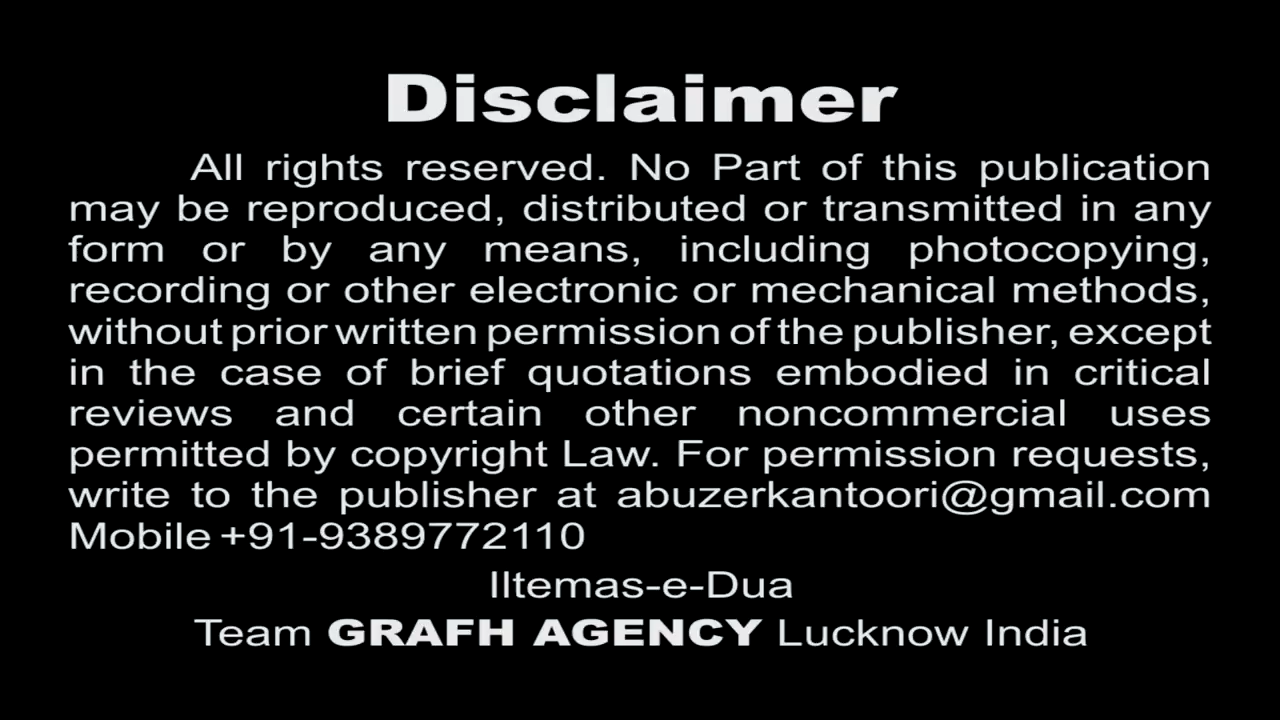 Disclaimer
All rights reserved. No Part of this publication
may be reproduced, distributed or transmitted in any
form or by any means, including photocopying,
recording or other electronic or mechanical methods,
without prior written permission of the publisher, except
in the case of brief quotations embodied in critical
reviews and certain other noncommercial uses
permitted by copyright Law. For permission requests,
write to the publisher at abuzerkantoori@gmail.com
Mobile +91-9389772110
Iltemas-e-Dua
Team GRAFH AGENCY Lucknow India